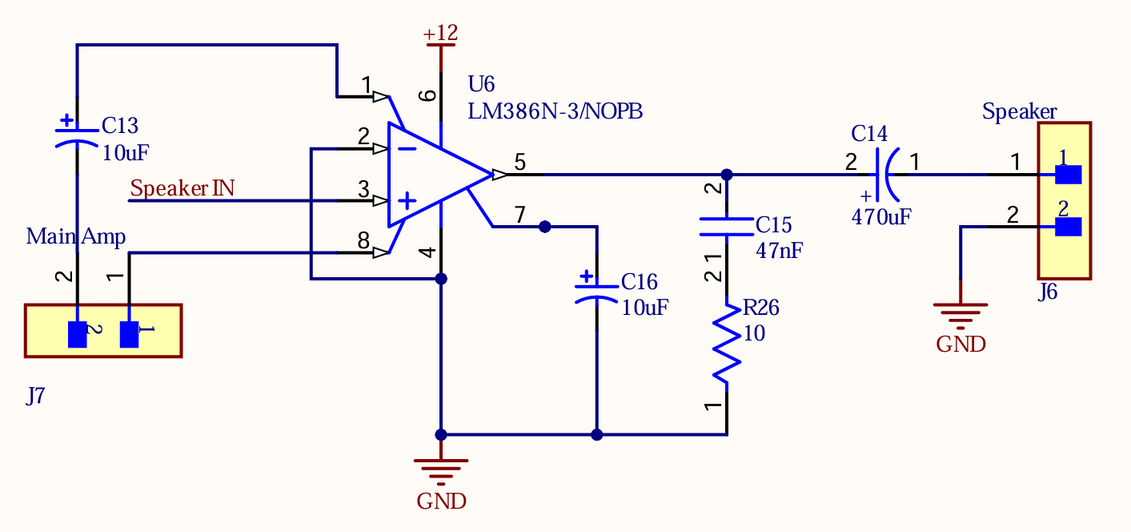 +12
U6
LM386N-3/NOPB
1
6
C13
10uF
2
3
Speaker IN
8
4
5
7
Main Amp
2
1
2
1
J7
C16
10uF
2
C15
47nF
1
2
R26
10
1
GND
C14
2
1
+
470uF
Speaker
1
1
2
2
J6
GND